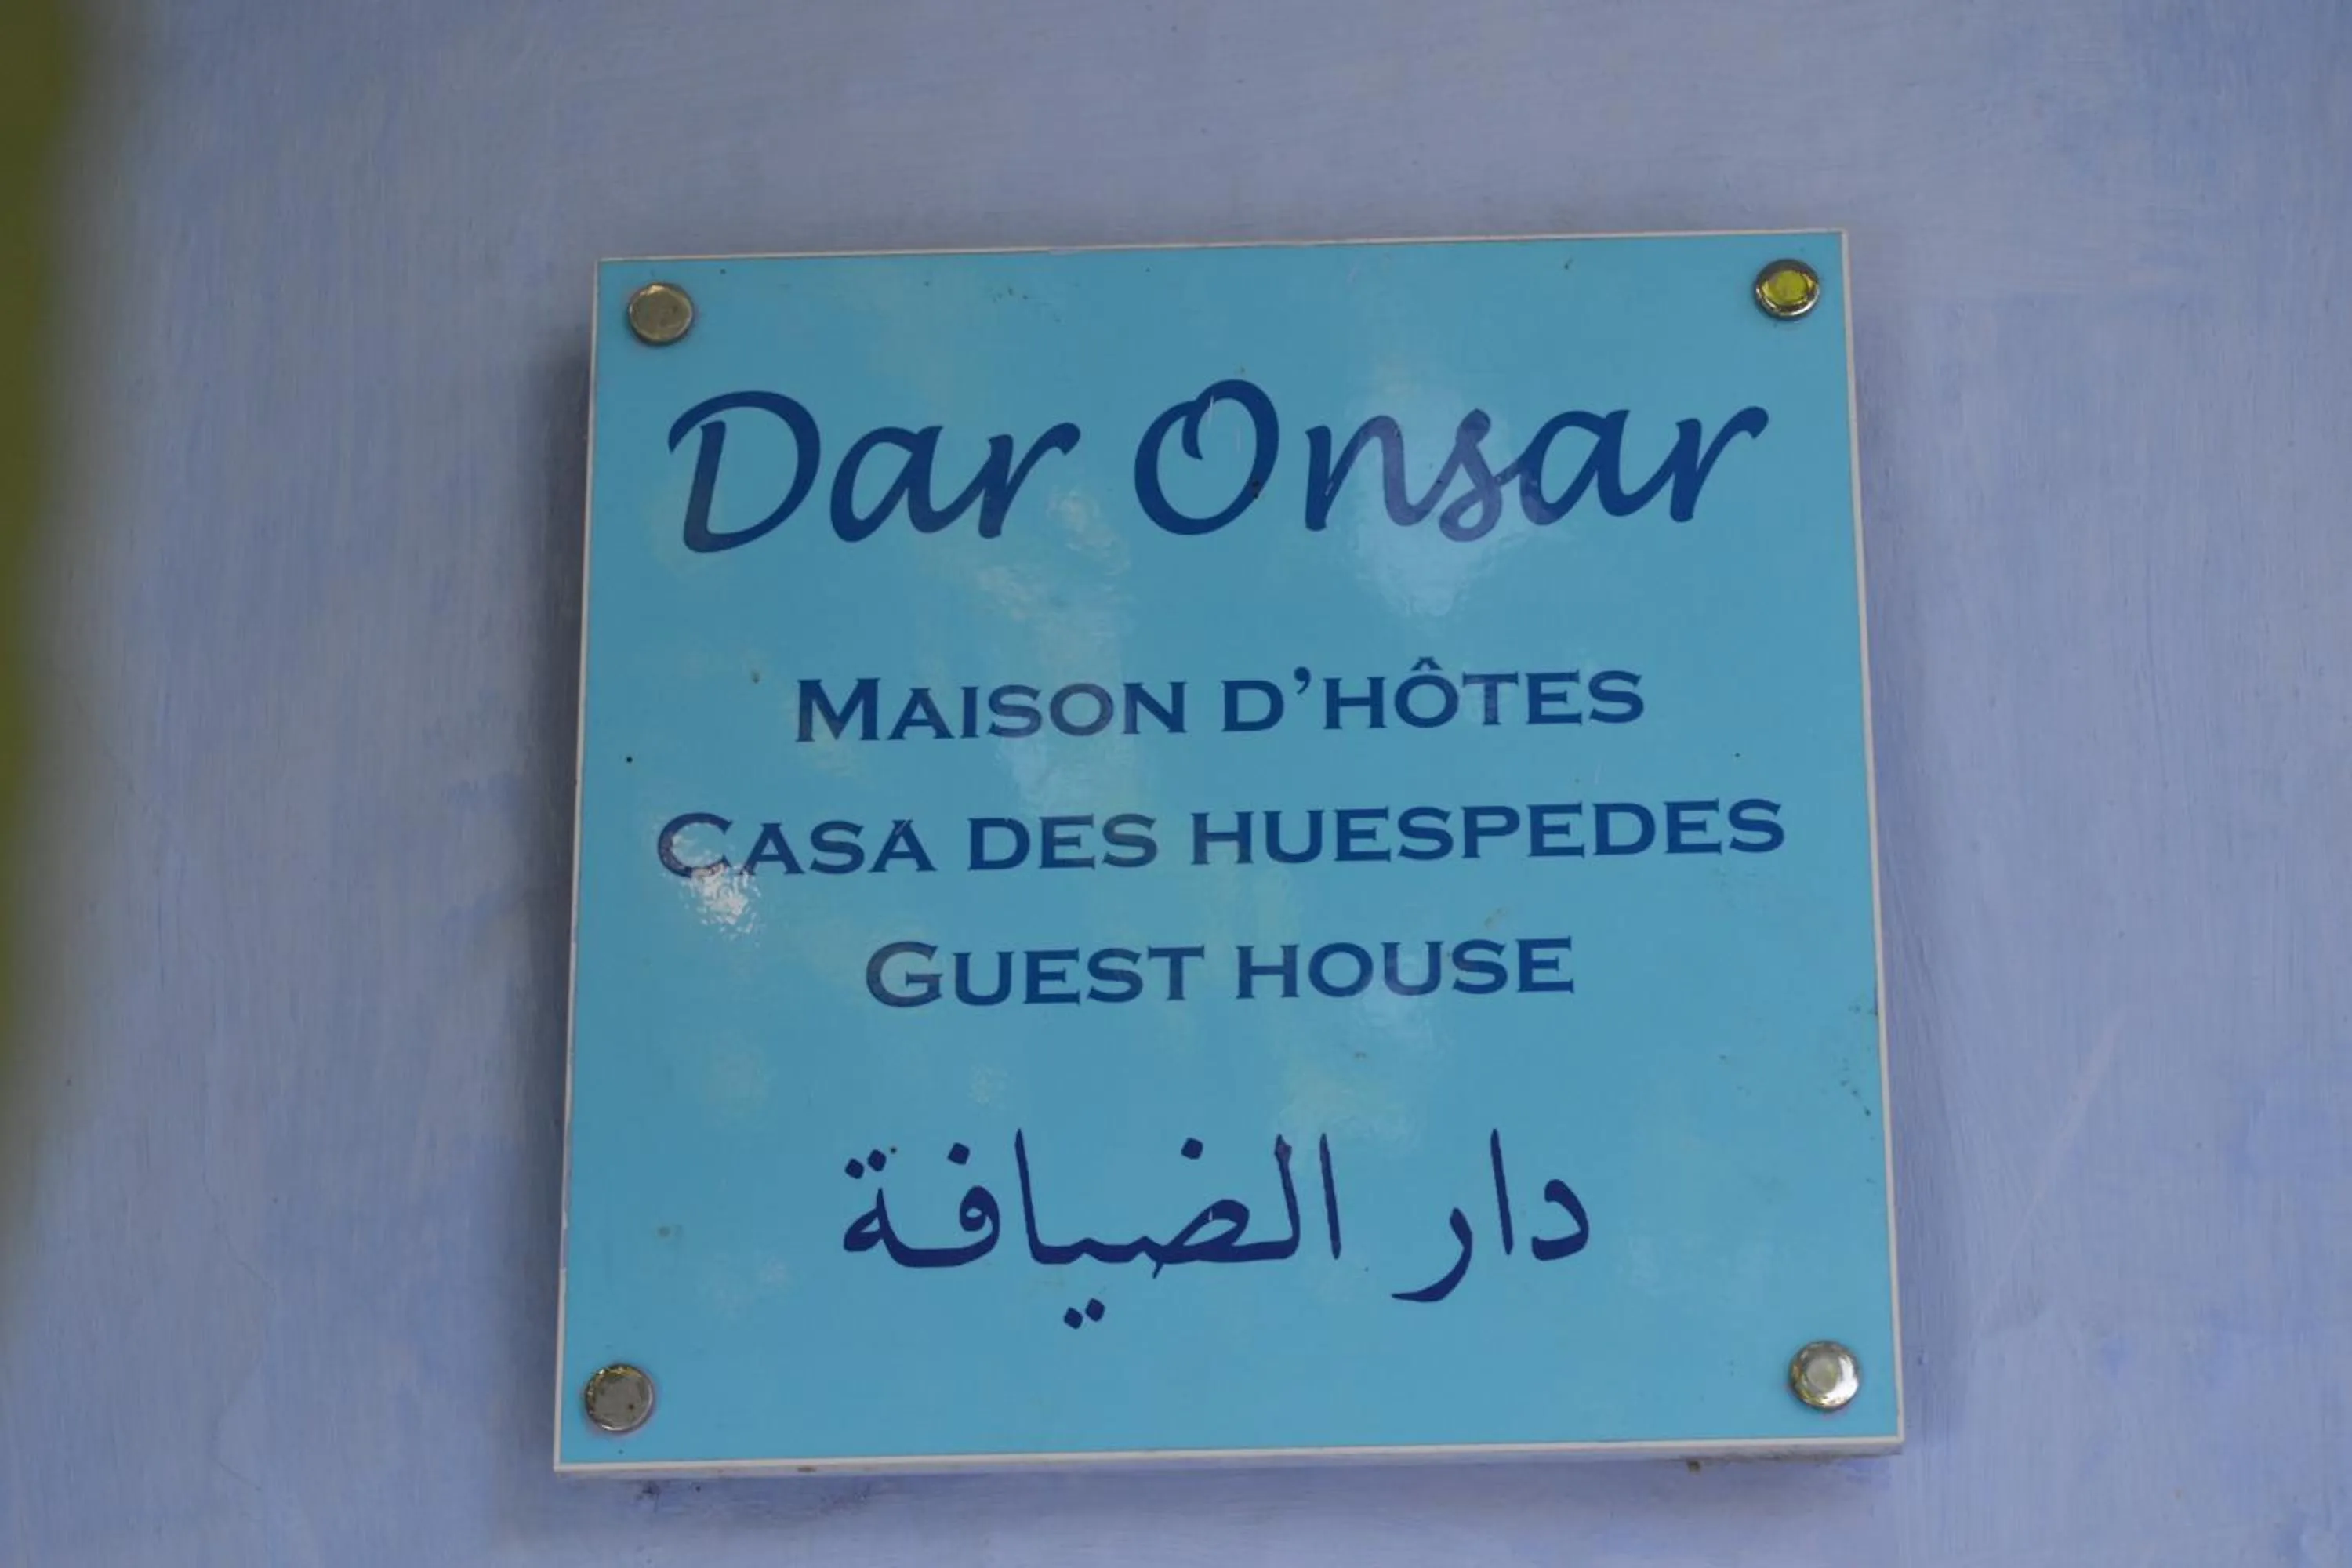 Dar Onsar
MAISON D'HÔTES
CASA DES HUESPEDES
GUEST HOUSE
دار الضيافة